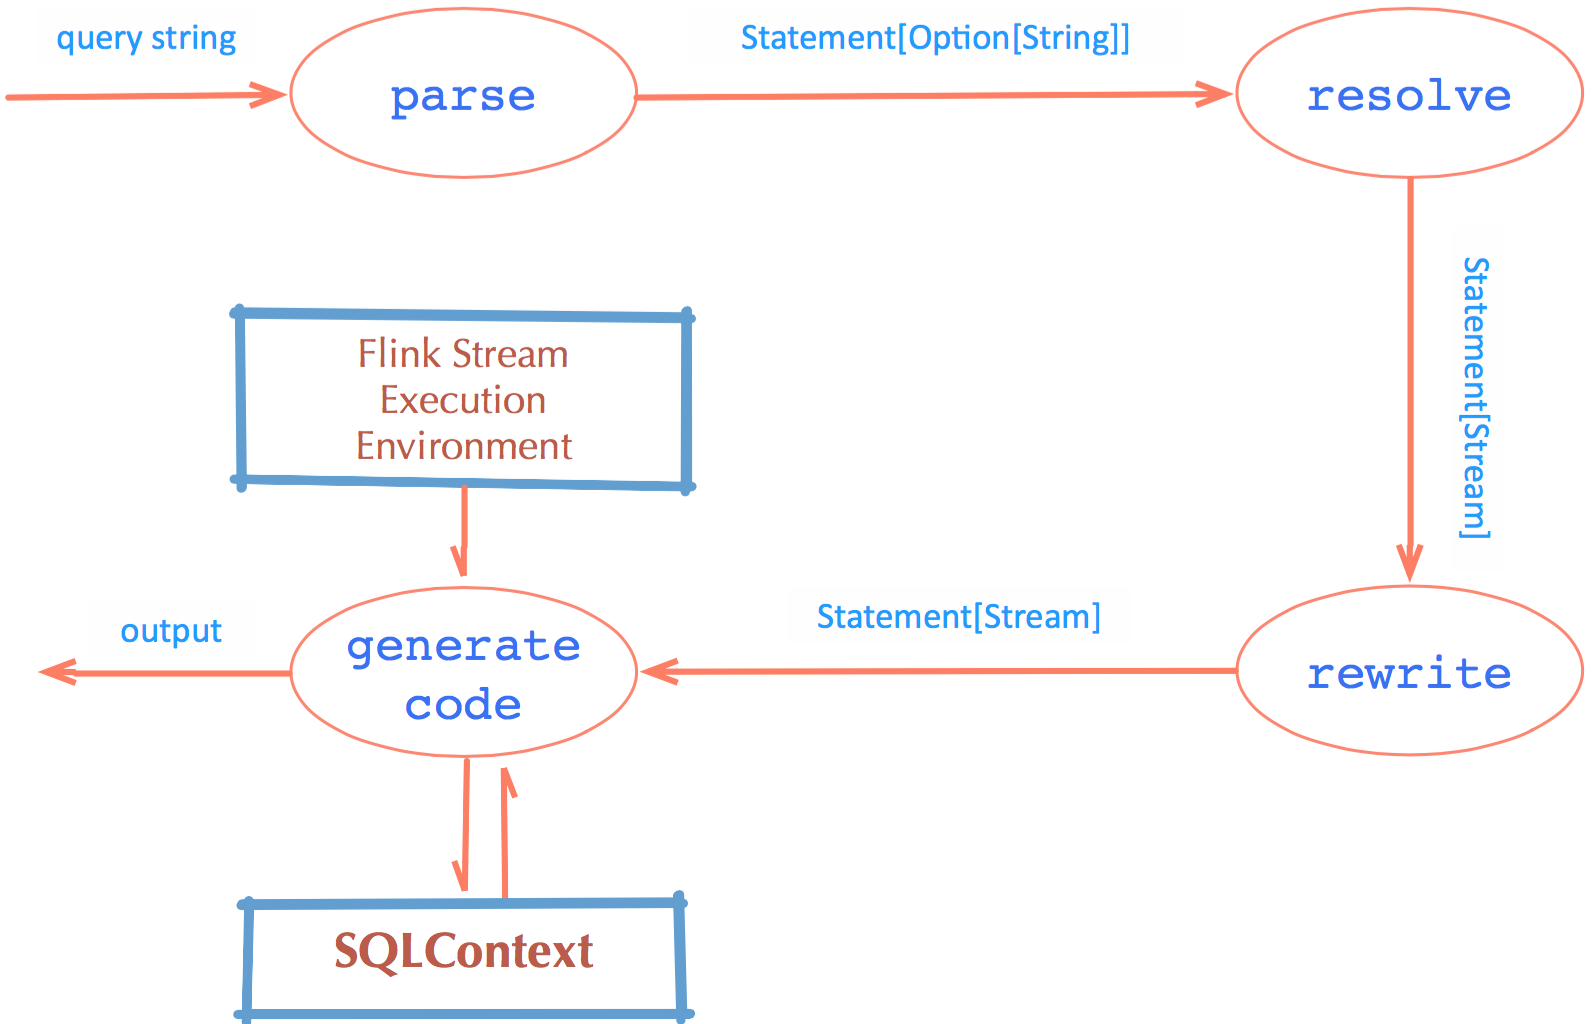 query string
parse
Statement[Option[String]]
resolve
Statement[Stream]
Flink Stream
Execution
Environment
output
generate
code
Statement[Stream]
rewrite
SQLContext